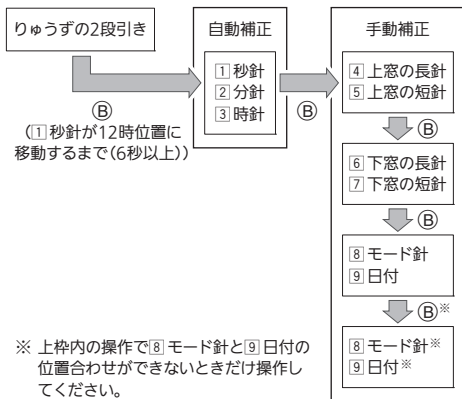 りゅうずの2段引き
Ⓑ
(1秒針が12時位置に
移動するまで(6秒以上))
自動補正
1 秒針
2 分針
3 時針
Ⓑ
手動補正
4 上窓の長針
5 上窓の短針
Ⓑ
6 下窓の長針
7 下窓の短針
Ⓑ
8 モード針
9 日付
Ⓑ※
8 モード針※
9 日付※
※ 上枠内の操作で8 モード針と9 日付の
位置合わせができないときだけ操作し
てください。